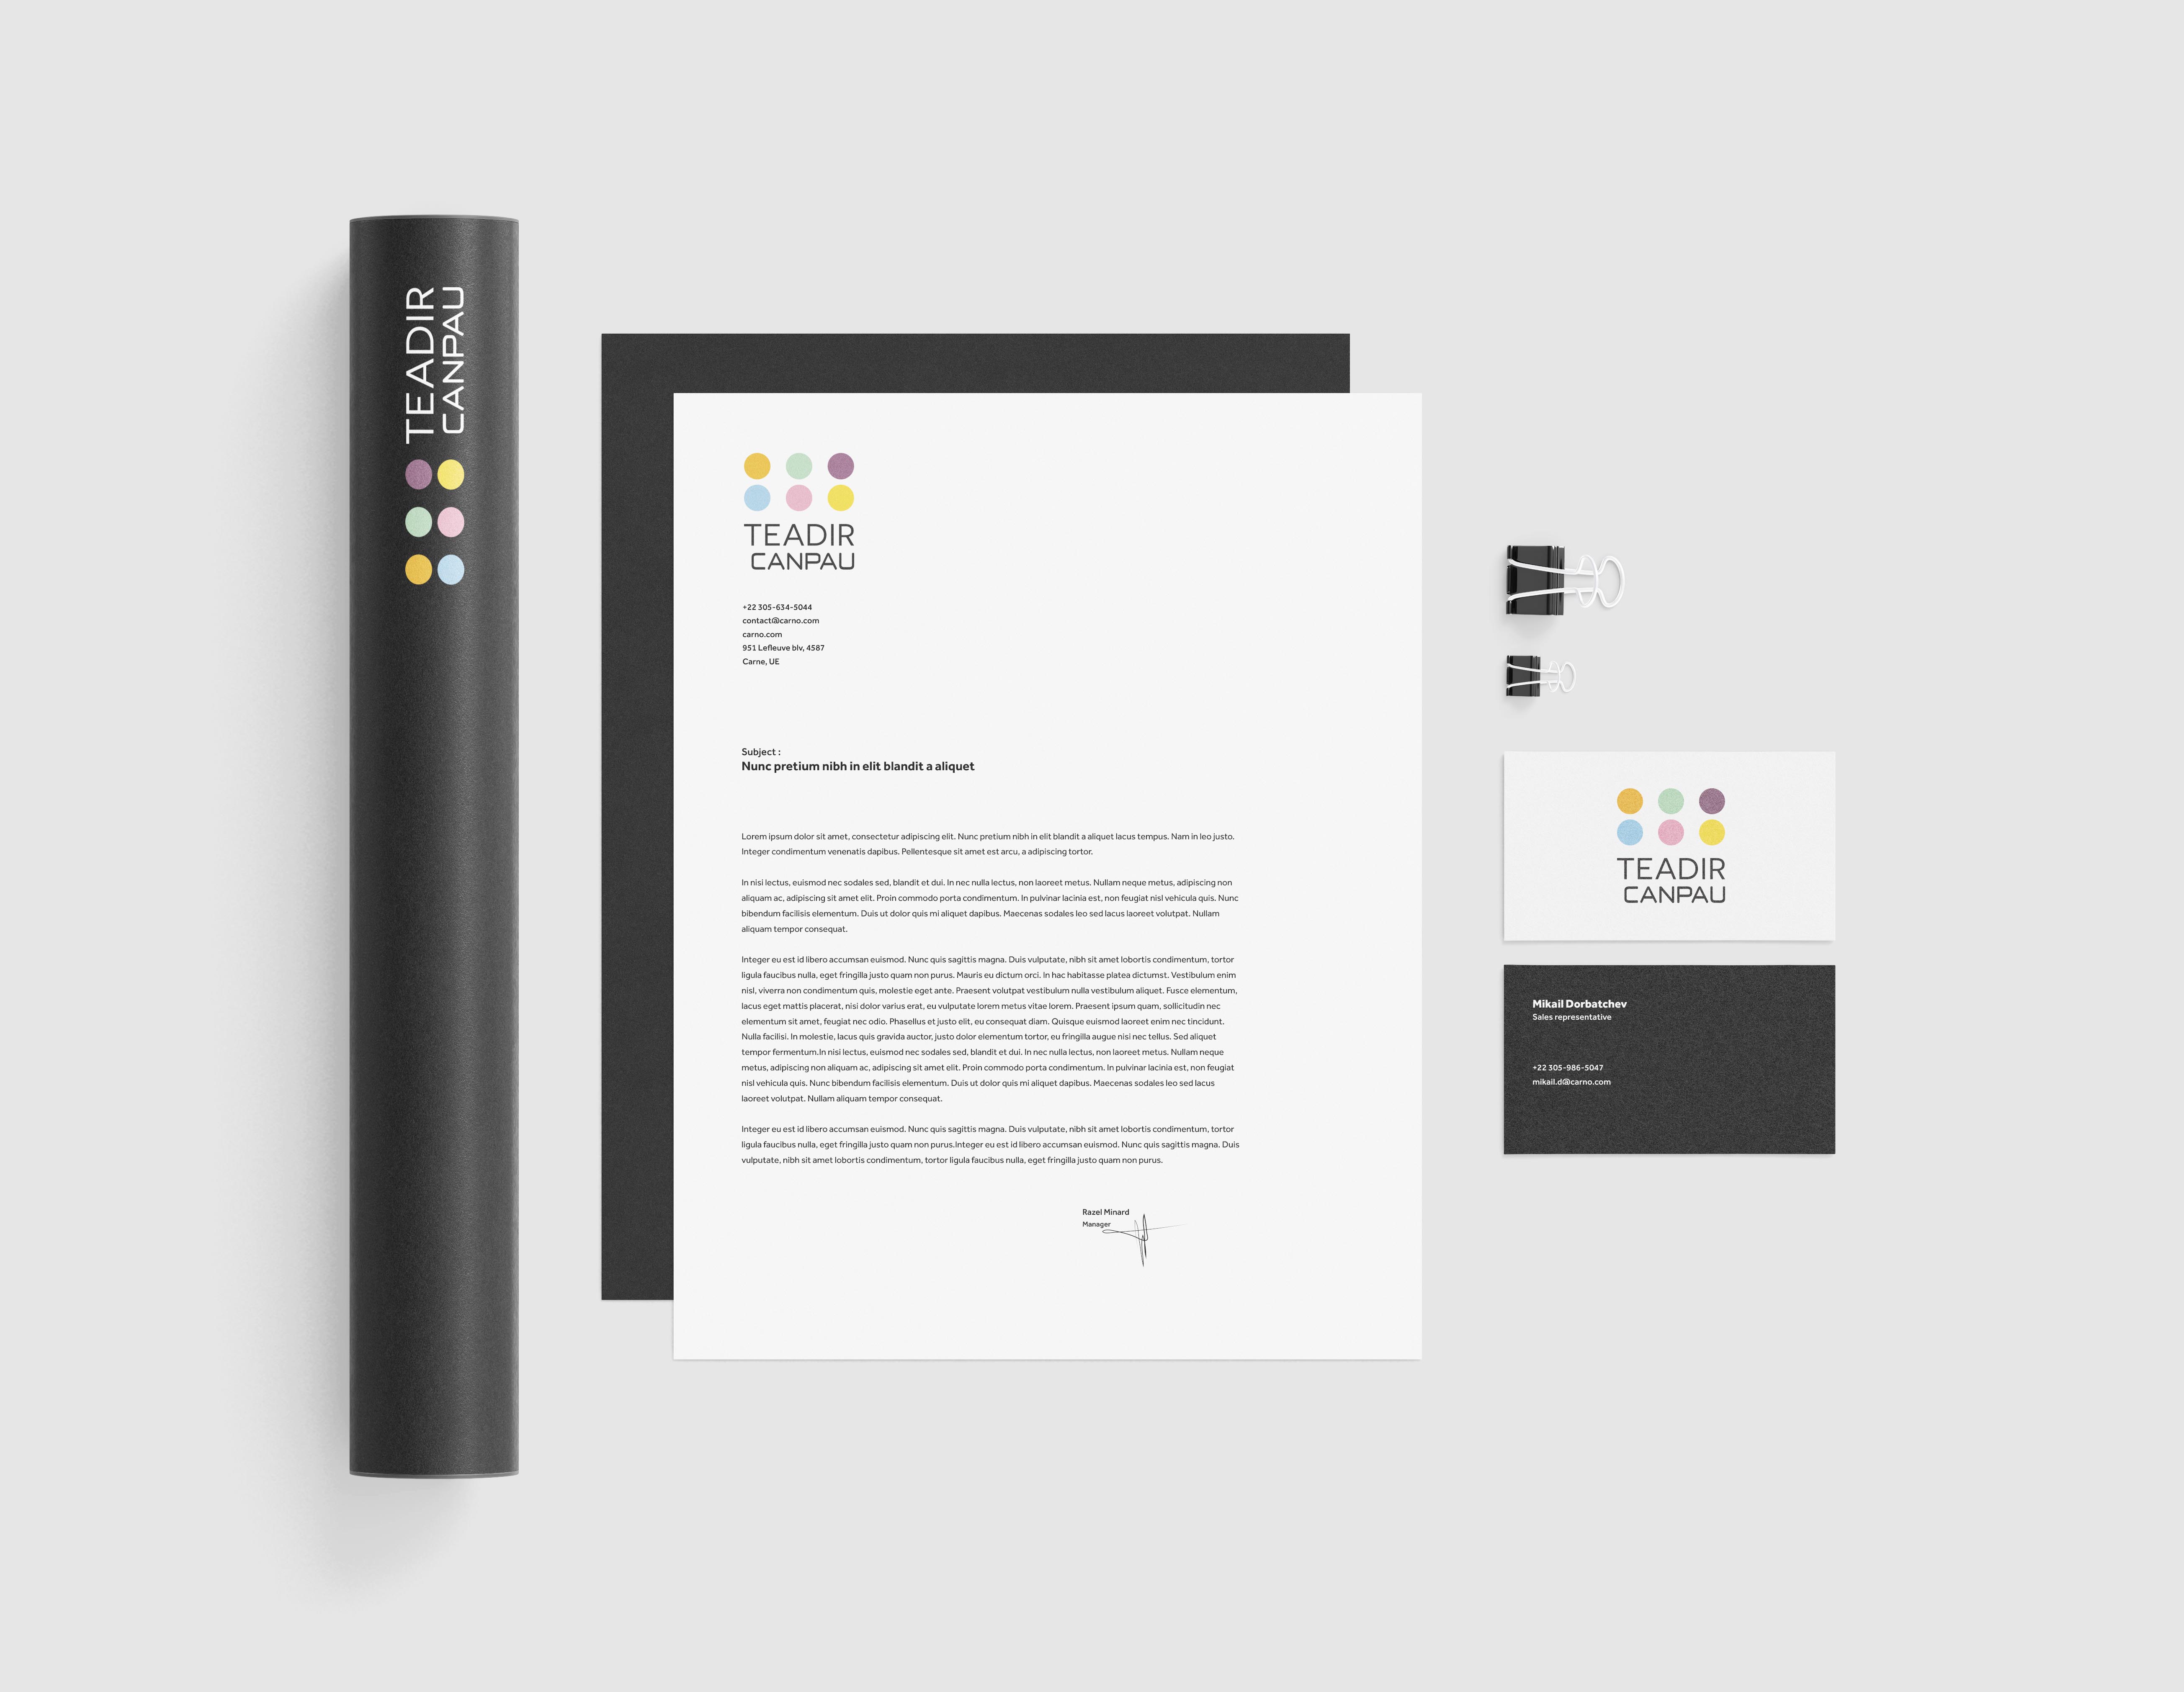 TEADIR
CANPAU
TEADIR
CANPAU
+22 305-634-5044
contact@carno.com
carno.com
951 Lefleuve blv, 4587
Carne, UE
Subject :
Nunc pretium nibh in elit blandit a aliquet
Lorem ipsum dolor sit amet, consectetur adipiscing elit. Nunc pretium nibh in elit blandit a aliquet lacus tempus. Nam in leo justo.
Integer condimentum venenatis dapibus. Pellentesque sit amet est arcu, a adipiscing tortor.
In nisi lectus, euismod nec sodales sed, blandit et dui. In nec nulla lectus, non laoreet metus. Nullam neque metus, adipiscing non
aliquam ac, adipiscing sit amet elit. Proin commodo porta condimentum. In pulvinar lacinia est, non feugiat nisl vehicula quis. Nunc
bibendum facilisis elementum. Duis ut dolor quis mi aliquet dapibus. Maecenas sodales leo sed lacus laoreet volutpat. Nullam
aliquam tempor consequat.
Integer eu est id libero accumsan euismod. Nunc quis sagittis magna. Duis vulputate, nibh sit amet lobortis condimentum, tortor
ligula faucibus nulla, eget fringilla justo quam non purus. Mauris eu dictum orci. In hac habitasse platea dictumst. Vestibulum enim
nisl, viverra non condimentum quis, molestie eget ante. Praesent volutpat vestibulum nulla vestibulum aliquet. Fusce elementum,
lacus eget mattis placerat, nisi dolor varius erat, eu vulputate lorem metus vitae lorem. Praesent ipsum quam, sollicitudin nec
elementum sit amet, feugiat nec odio. Phasellus et justo elit, eu consequat diam. Quisque euismod laoreet enim nec tincidunt.
Nulla facilisi. In molestie, lacus quis gravida auctor, justo dolor elementum tortor, eu fringilla augue nisi nec tellus. Sed aliquet
tempor fermentum.In nisi lectus, euismod nec sodales sed, blandit et dui. In nec nulla lectus, non laoreet metus. Nullam neque
metus, adipiscing non aliquam ac, adipiscing sit amet elit. Proin commodo porta condimentum. In pulvinar lacinia est, non feugiat
nisl vehicula quis. Nunc bibendum facilisis elementum. Duis ut dolor quis mi aliquet dapibus. Maecenas sodales leo sed lacus
laoreet volutpat. Nullam aliquam tempor consequat.
Integer eu est id libero accumsan euismod. Nunc quis sagittis magna. Duis vulputate, nibh sit amet lobortis condimentum, tortor
ligula faucibus nulla, eget fringilla justo quam non purus.Integer eu est id libero accumsan euismod. Nunc quis sagittis magna. Duis
vulputate, nibh sit amet lobortis condimentum, tortor ligula faucibus nulla, eget fringilla justo quam non purus.
Razel Minard
Manager
TEADIR
CANPAU
Mikail Dorbatchev
Sales representative
+22 305-986-5047
mikail.d@carno.com